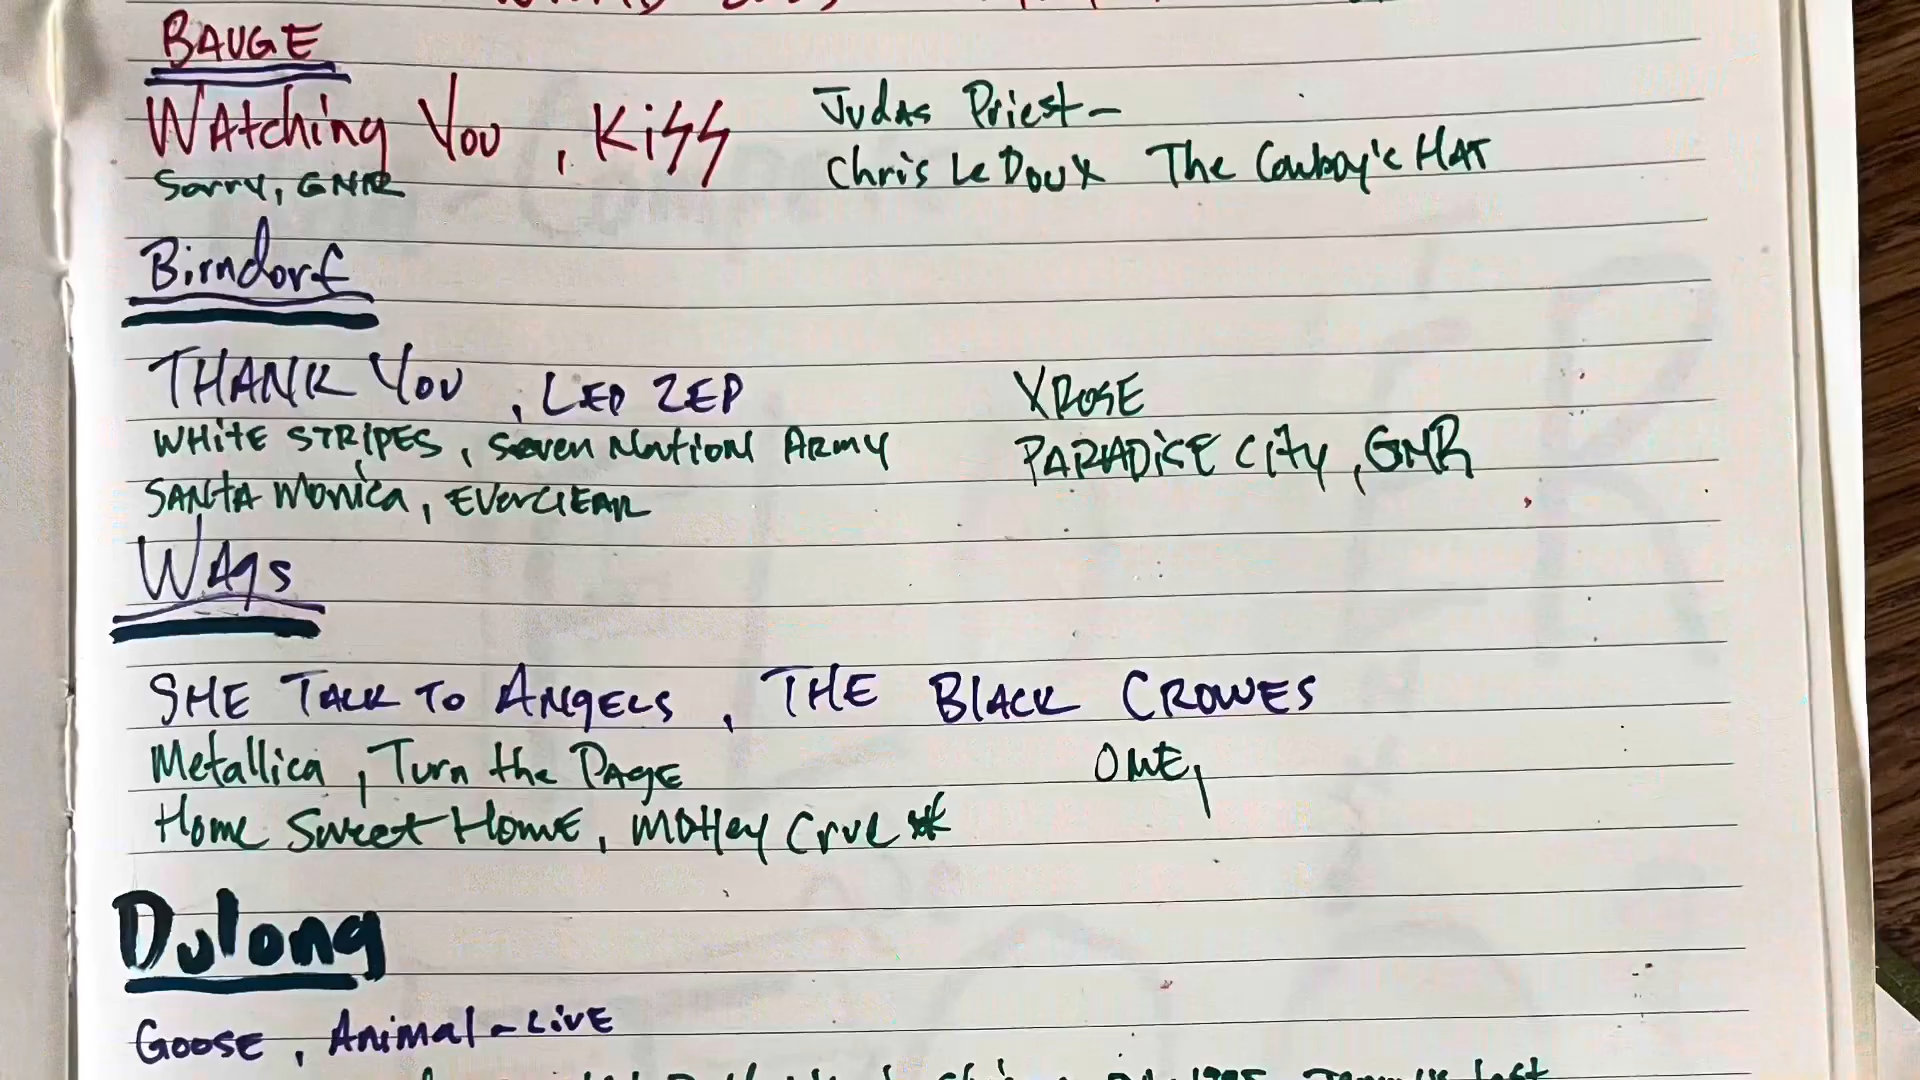 BAUGE
Watching You, KiSS
Sorry, GNR
Judas Priest –
Chris LeDoux The Cowboy's HAT
Birndorf
THANK You, LED ZEP
WHITE STRIPES, Seven Nation Army
SANTA Monica, EVERCLEAR
XROSE
PARADISE City, GNR
WAgs
SHE TALK TO ANGELS, THE BLACK CROWES
Metallica, Turn the PAGE
ONE,
Home Sweet Home, Motley Crue *
Dulong
GOOSE, Animal - LIVE